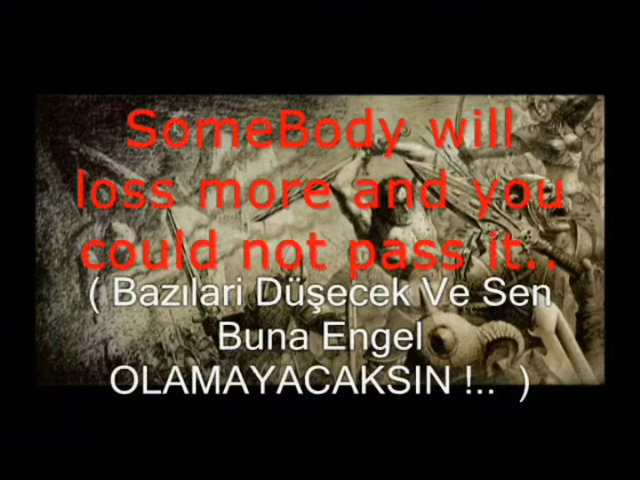 SomeBody will
loss more and you
could not pass it..
( Bazılari Düşecek Ve Sen
Buna Engel
OLAMAYACAKSIN !.. )